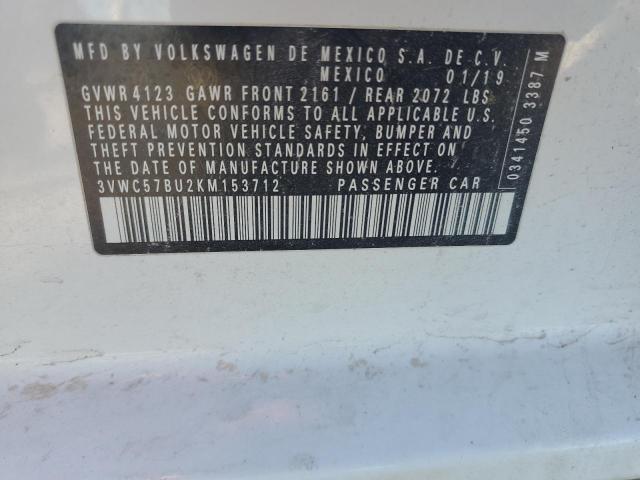 MFD BY VOLKSWAGEN DE MEXICO S.A. DE C.V.
MEXICO 01/19
GVWR 4123 GAWR FRONT 2161 / REAR 2072 LBS
THIS VEHICLE CONFORMS TO ALL APPLICABLE U.S.
FEDERAL MOTOR VEHICLE SAFETY, BUMPER AND
THEFT PREVENTION STANDARDS IN EFFECT ON
THE DATE OF MANUFACTURE SHOWN ABOVE.
3VWC57BU2KM153712 PASSENGER CAR
0341450 3387 M